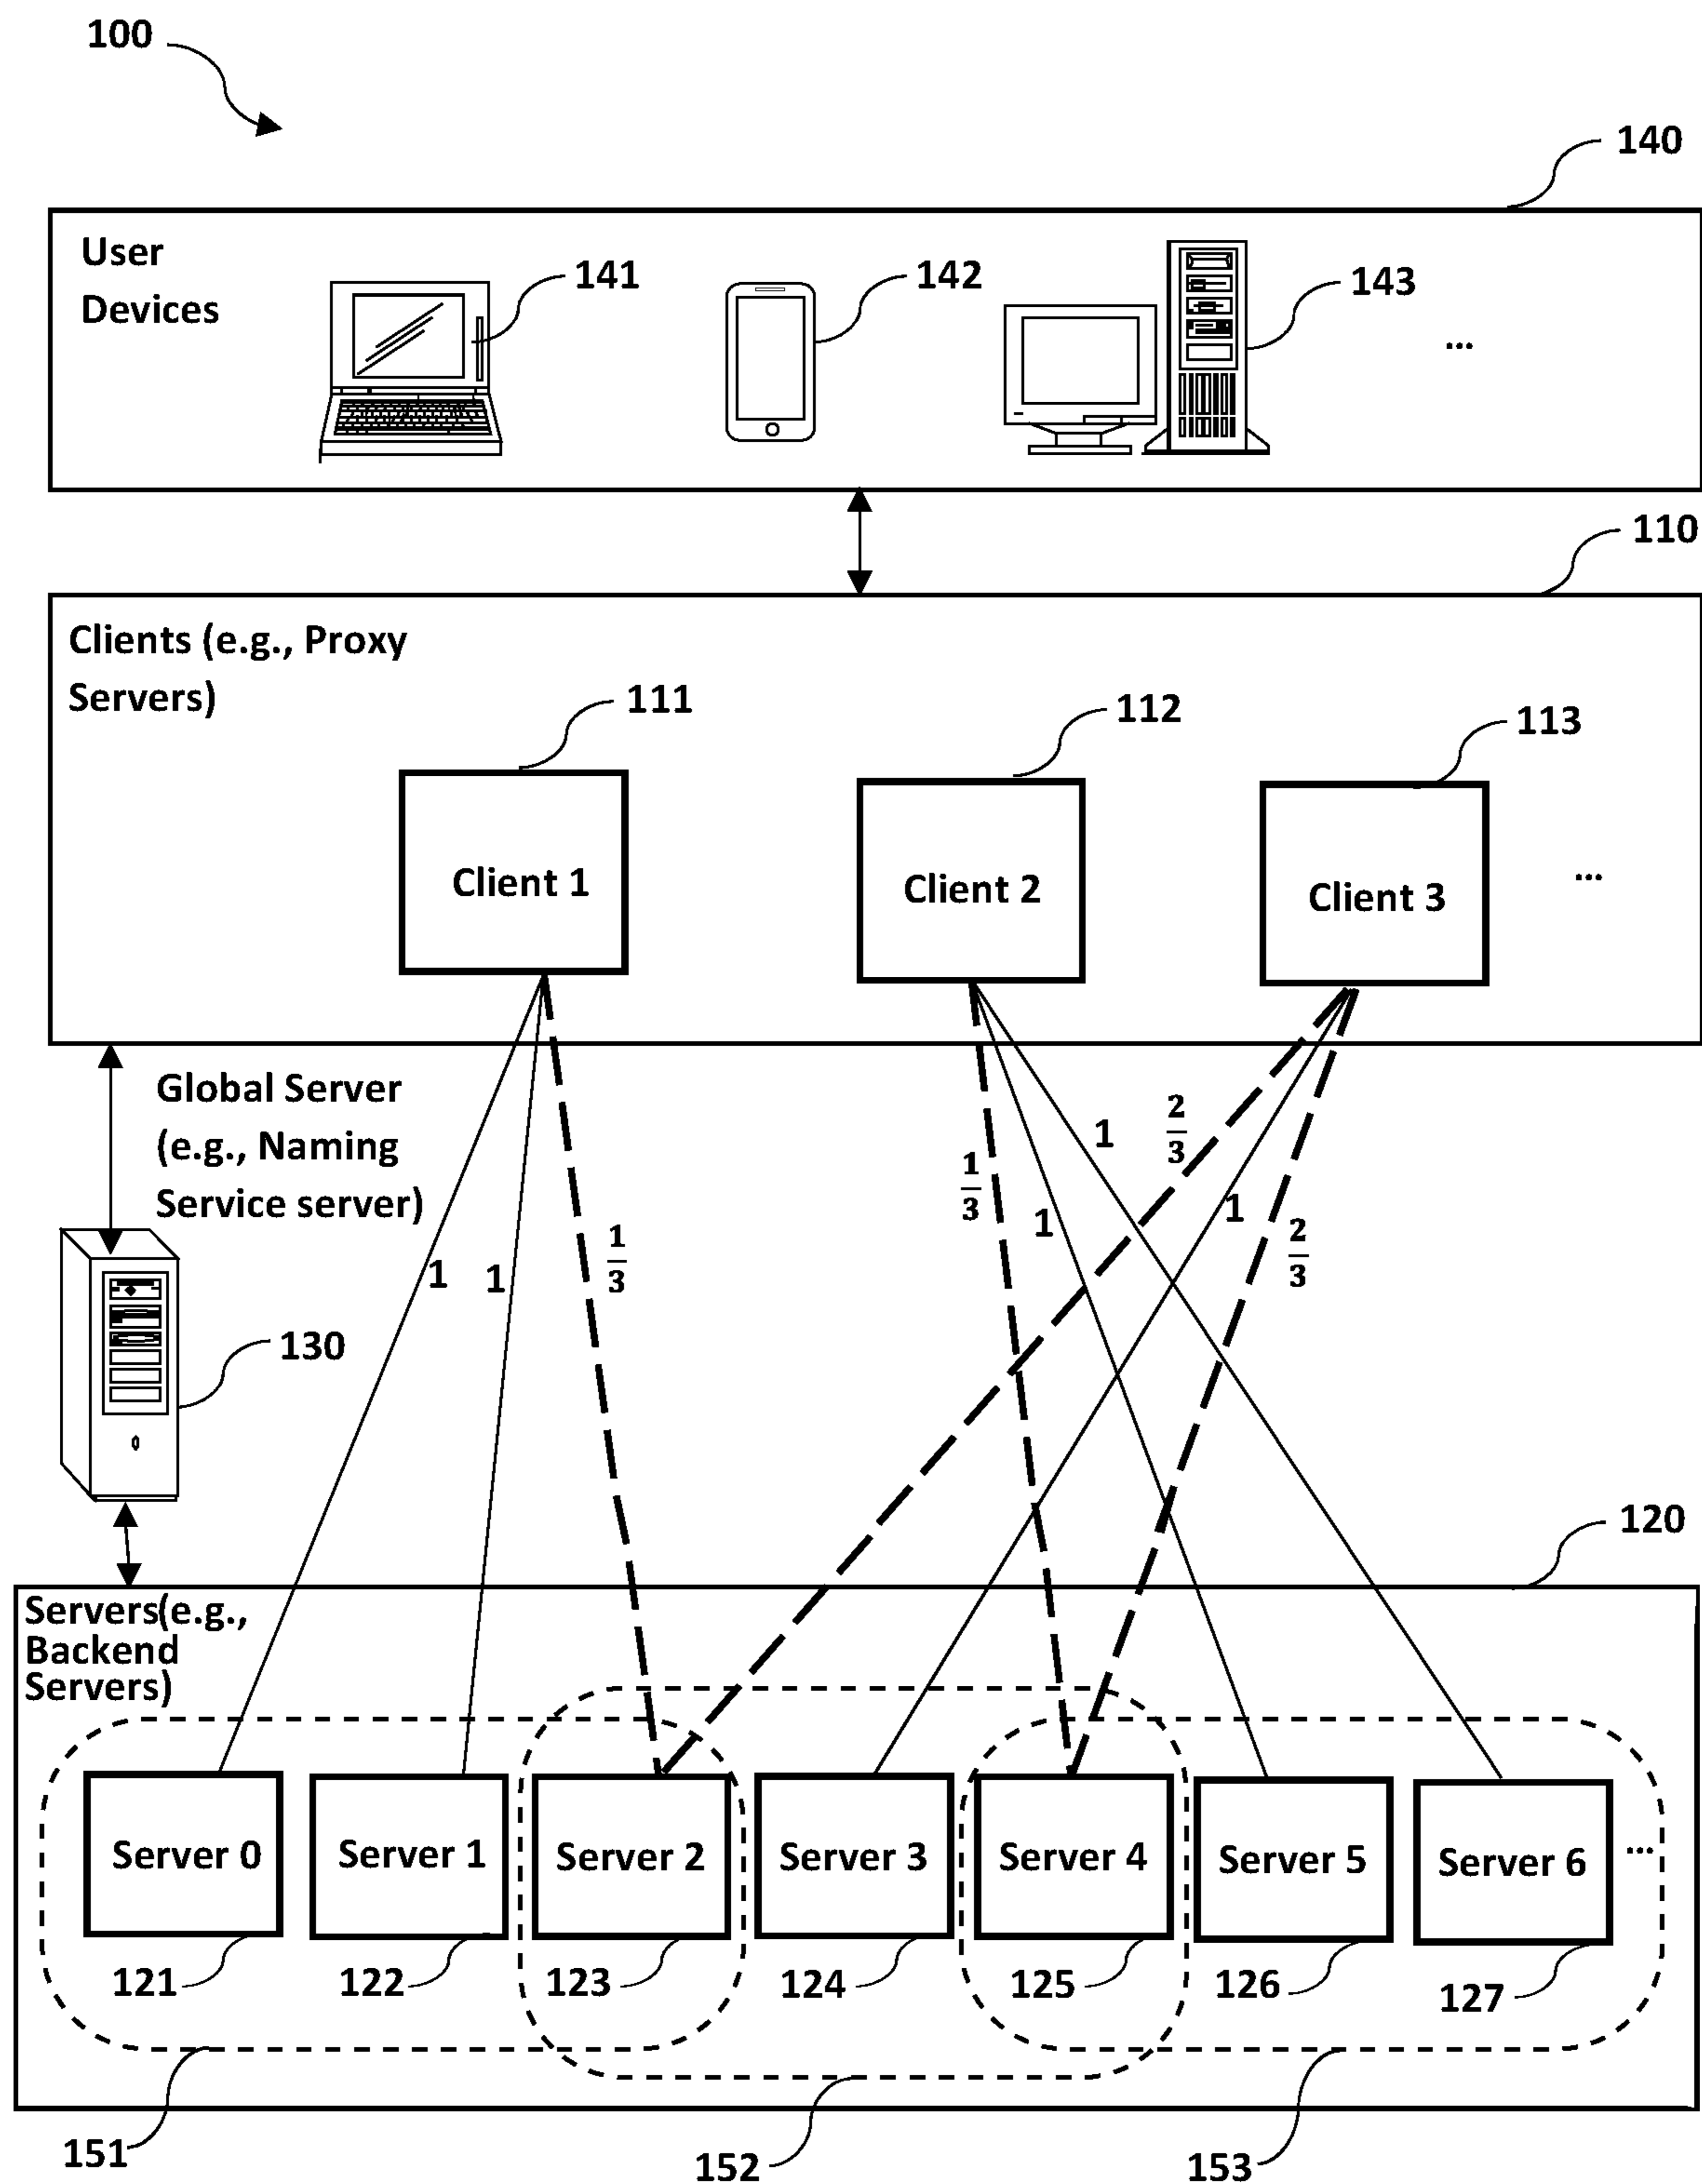 100
140
User
Devices
141
142
143
...
110
Clients (e.g., Proxy
Servers)
111
112
113
Client 1
Client 2
Client 3
...
Global Server
(e.g., Naming
Service server)
1
1
1/3
1/3
1
1
2/3
1
2/3
130
120
Servers(e.g.,
Backend
Servers)
Server 0
Server 1
Server 2
Server 3
Server 4
Server 5
Server 6
...
121
122
123
124
125
126
127
151
152
153